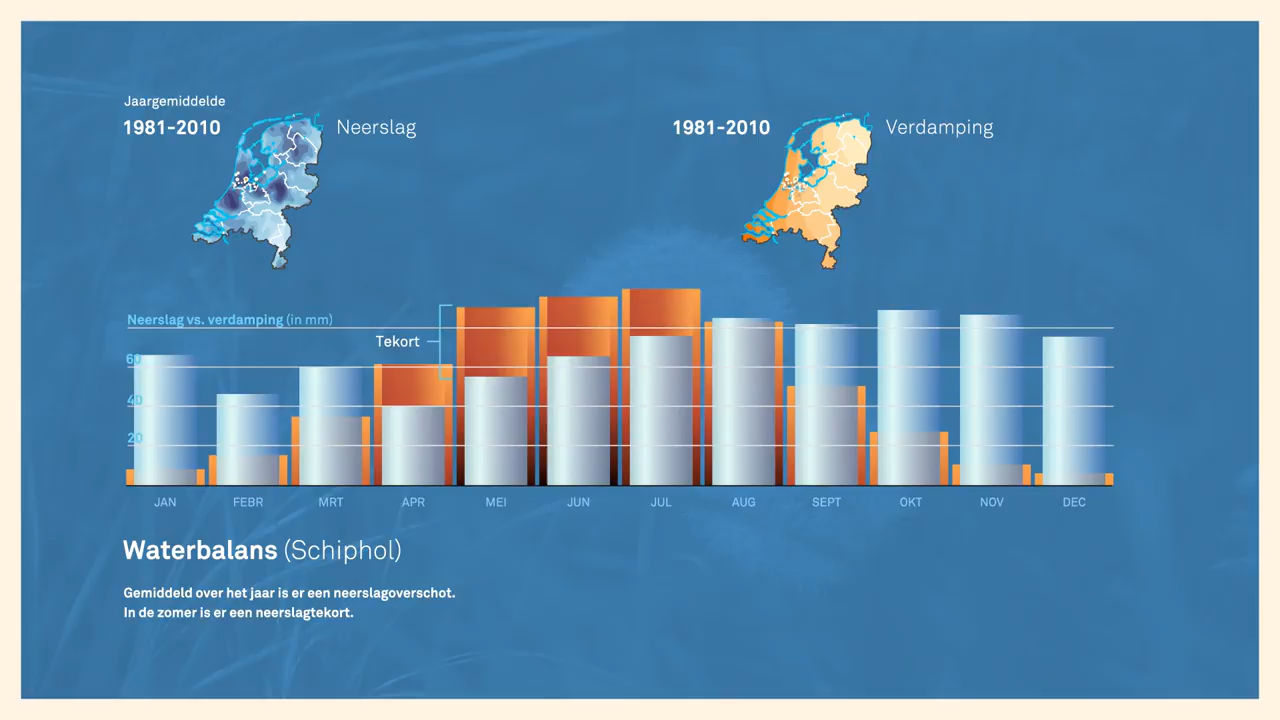 Jaargemiddelde
1981-2010
Neerslag
1981-2010
Verdamping
Neerslag vs. verdamping (in mm)
Tekort
60
40
20
JAN FEBR MRT APR MEI JUN JUL AUG SEPT OKT NOV DEC
Waterbalans (Schiphol)
Gemiddeld over het jaar is er een neerslagoverschot.
In de zomer is er een neerslagtekort.